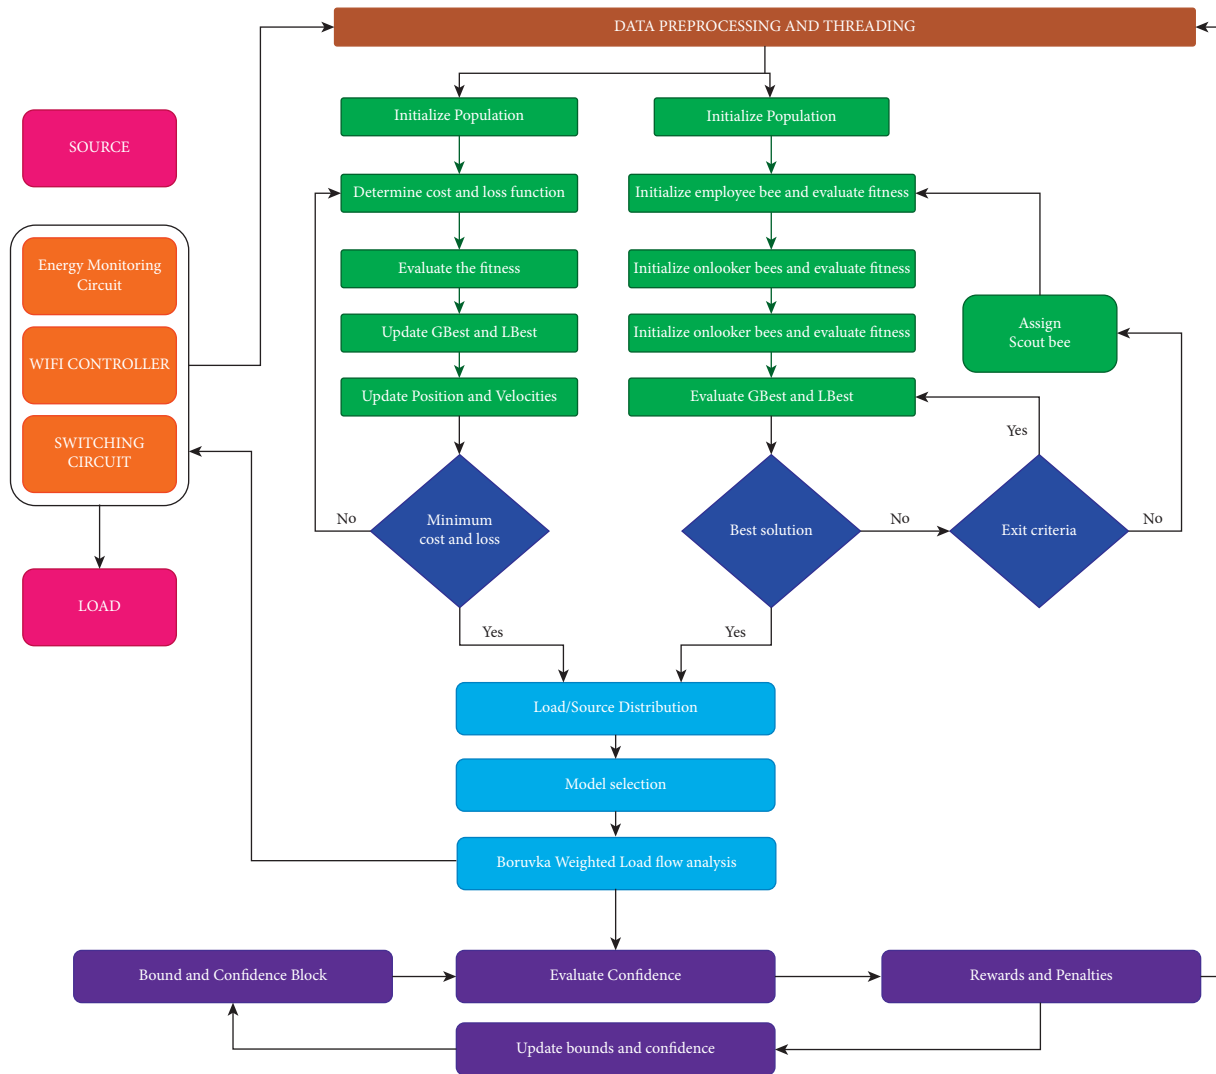 DATA PREPROCESSING AND THREADING
SOURCE
Energy Monitoring
Circuit
WIFI CONTROLLER
SWITCHING
CIRCUIT
LOAD
Initialize Population
Determine cost and loss function
Evaluate the fitness
Update GBest and LBest
Update Position and Velocities
Minimum
cost and loss
No
Yes
Initialize Population
Initialize employee bee and evaluate fitness
Initialize onlooker bees and evaluate fitness
Initialize onlooker bees and evaluate fitness
Evaluate GBest and LBest
Best solution
No
Yes
Exit criteria
Yes
No
Assign
Scout bee
Load/Source Distribution
Model selection
Boruvka Weighted Load flow analysis
Bound and Confidence Block
Evaluate Confidence
Rewards and Penalties
Update bounds and confidence